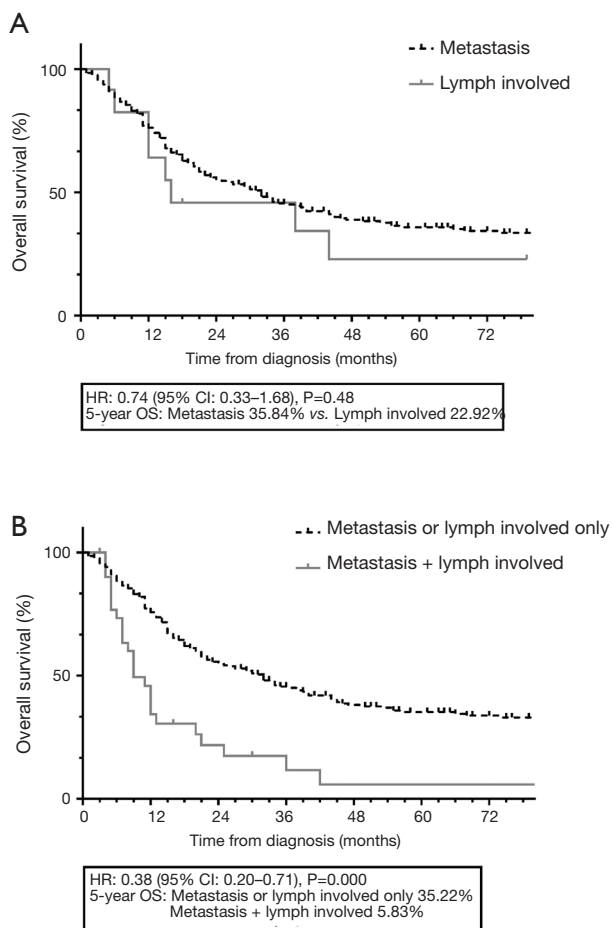 A
Metastasis
Lymph involved
100
50
0
Overall survival (%)
0 12 24 36 48 60 72
Time from diagnosis (months)
HR: 0.74 (95% CI: 0.33–1.68), P=0.48
5-year OS: Metastasis 35.84% vs. Lymph involved 22.92%
B
Metastasis or lymph involved only
Metastasis + lymph involved
100
50
0
Overall survival (%)
0 12 24 36 48 60 72
Time from diagnosis (months)
HR: 0.38 (95% CI: 0.20–0.71), P=0.000
5-year OS: Metastasis or lymph involved only 35.22%
Metastasis + lymph involved 5.83%